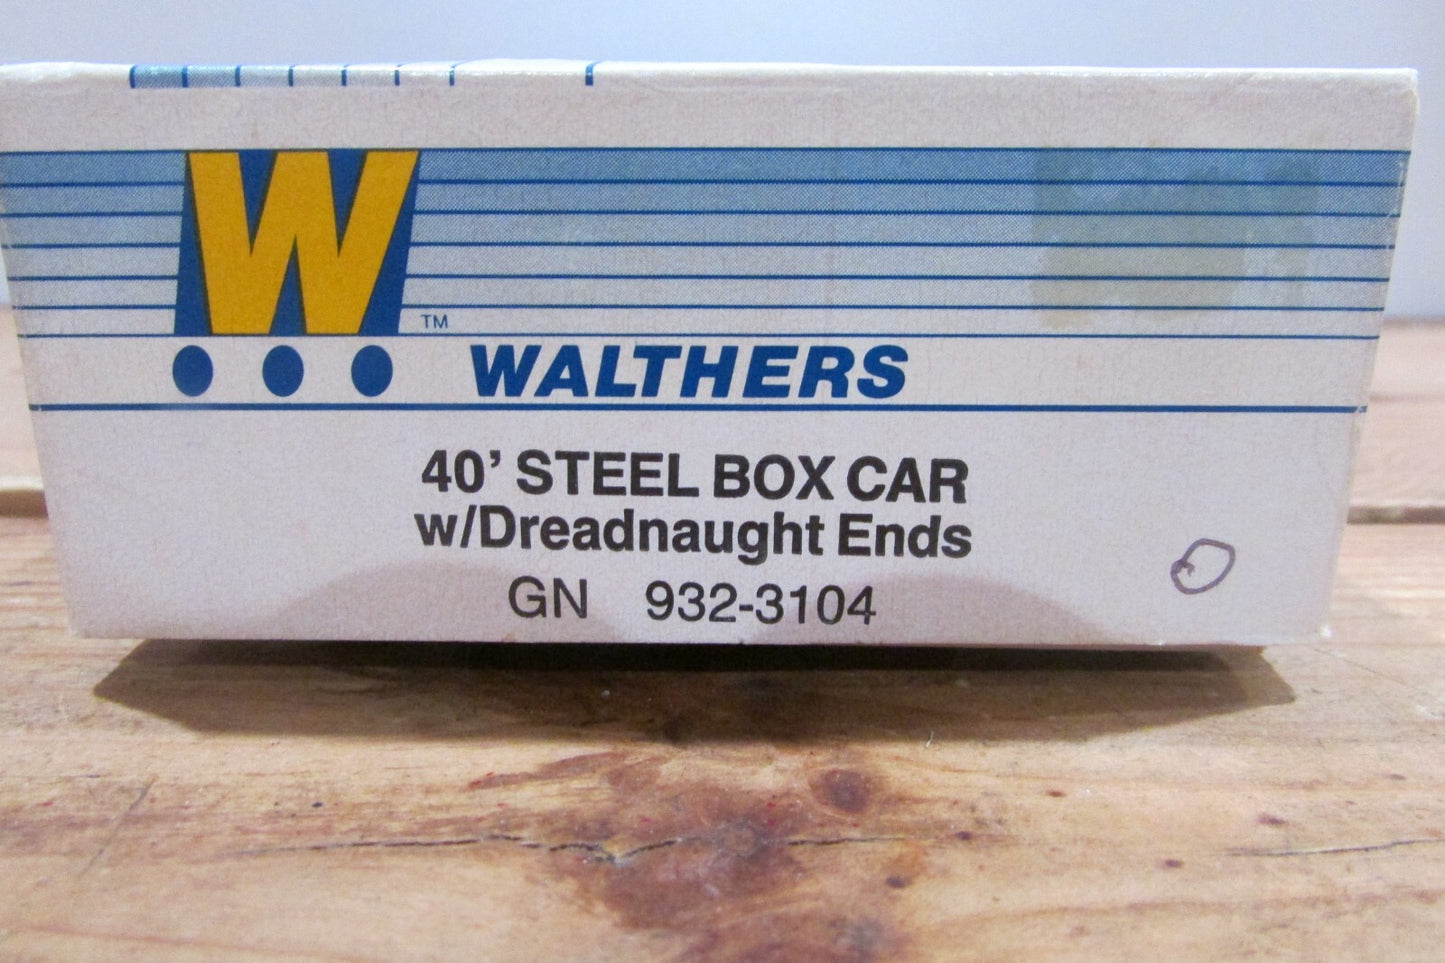 W
TM
WALTHERS
40' STEEL BOX CAR
w/Dreadnaught Ends
GN 932-3104